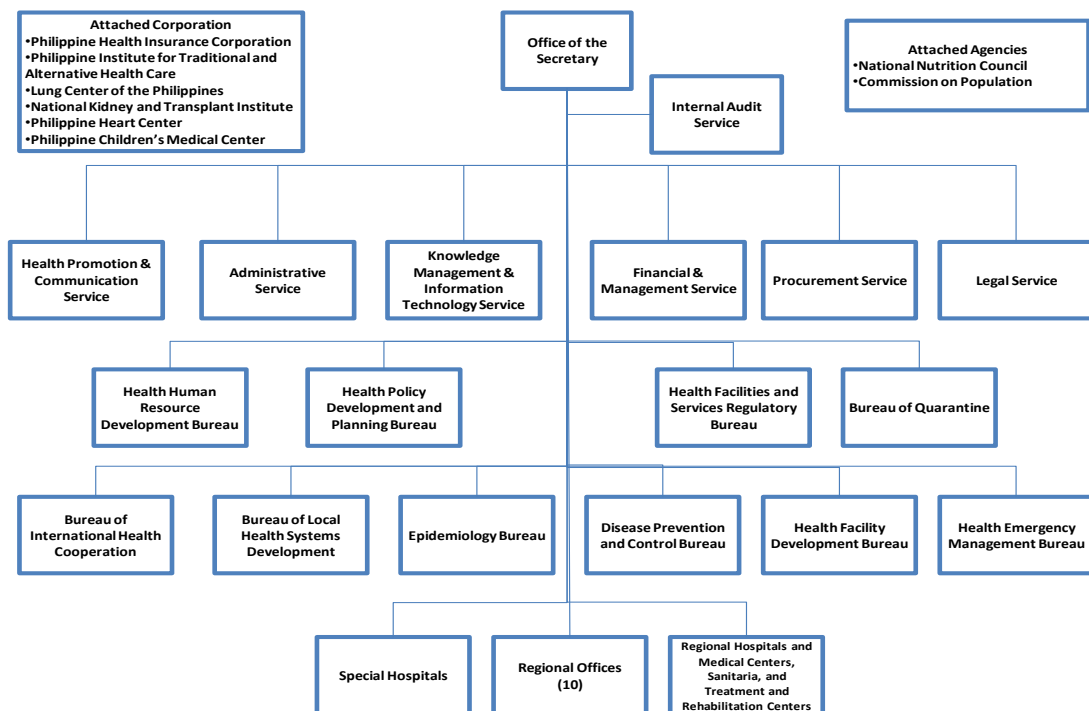 Attached Corporation
•Philippine Health Insurance Corporation
•Philippine Institute for Traditional and
Alternative Health Care
•Lung Center of the Philippines
•National Kidney and Transplant Institute
•Philippine Heart Center
•Philippine Children's Medical Center
Office of the
Secretary
Attached Agencies
•National Nutrition Council
•Commission on Population
Internal Audit
Service
Health Promotion &
Communication
Service
Administrative
Service
Knowledge
Management &
Information
Technology Service
Financial &
Management Service
Procurement Service
Legal Service
Health Human
Resource
Development Bureau
Health Policy
Development and
Planning Bureau
Health Facilities and
Services Regulatory
Bureau
Bureau of Quarantine
Bureau of
International Health
Cooperation
Bureau of Local
Health Systems
Development
Epidemiology Bureau
Disease Prevention
and Control Bureau
Health Facility
Development Bureau
Health Emergency
Management Bureau
Special Hospitals
Regional Offices
(10)
Regional Hospitals and
Medical Centers,
Sanitaria, and
Treatment and
Rehabilitation Centers